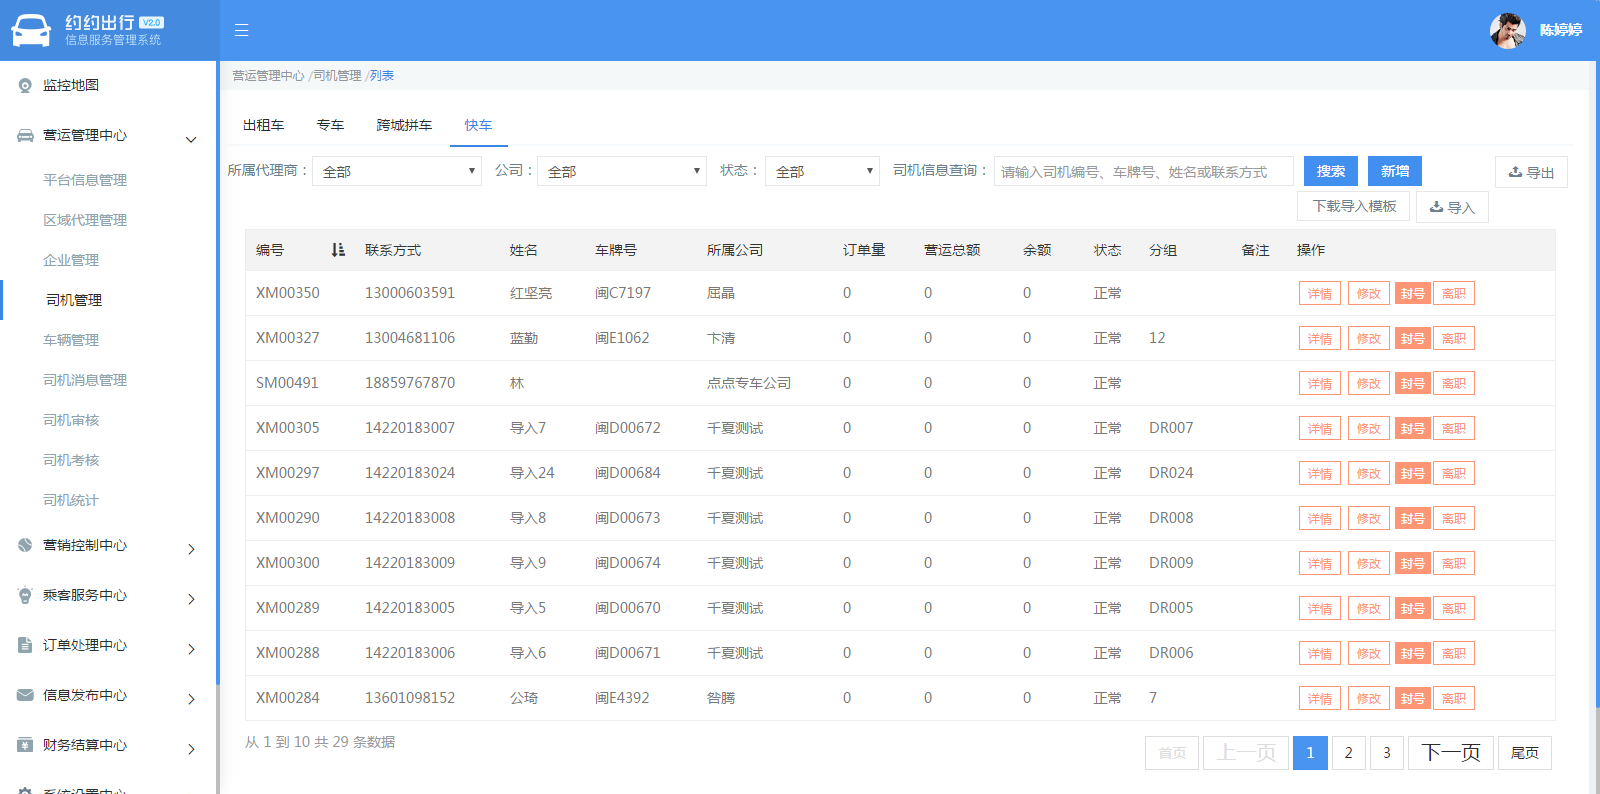 约约出行 V2.0
信息服务管理系统
陈婷婷
监控地图
营运管理中心
平台信息管理
区域代理管理
企业管理
司机管理
车辆管理
司机消息管理
司机审核
司机考核
司机统计
营销控制中心
乘客服务中心
订单处理中心
信息发布中心
财务结算中心
系统设置中心
营运管理中心 /司机管理 /列表
出租车 专车 跨城拼车 快车
所属代理商： 全部 公司： 全部 状态： 全部 司机信息查询： 请输入司机编号、车牌号、姓名或联系方式 搜索 新增 导出
下载导入模板 导入
编号 联系方式 姓名 车牌号 所属公司 订单量 营运总额 余额 状态 分组 备注 操作
XM00350 13000603591 红坚亮 闽C7197 屈晶 0 0 0 正常 详情 修改 封号 离职
XM00327 13004681106 蓝勤 闽E1062 卞清 0 0 0 正常 12 详情 修改 封号 离职
SM00491 18859767870 林 点点专车公司 0 0 0 正常 详情 修改 封号 离职
XM00305 14220183007 导入7 闽D00672 千夏测试 0 0 0 正常 DR007 详情 修改 封号 离职
XM00297 14220183024 导入24 闽D00684 千夏测试 0 0 0 正常 DR024 详情 修改 封号 离职
XM00290 14220183008 导入8 闽D00673 千夏测试 0 0 0 正常 DR008 详情 修改 封号 离职
XM00300 14220183009 导入9 闽D00674 千夏测试 0 0 0 正常 DR009 详情 修改 封号 离职
XM00289 14220183005 导入5 闽D00670 千夏测试 0 0 0 正常 DR005 详情 修改 封号 离职
XM00288 14220183006 导入6 闽D00671 千夏测试 0 0 0 正常 DR006 详情 修改 封号 离职
XM00284 13601098152 公琦 闽E4392 昝腾 0 0 0 正常 7 详情 修改 封号 离职
从 1 到 10 共 29 条数据
首页 上一页 1 2 3 下一页 尾页